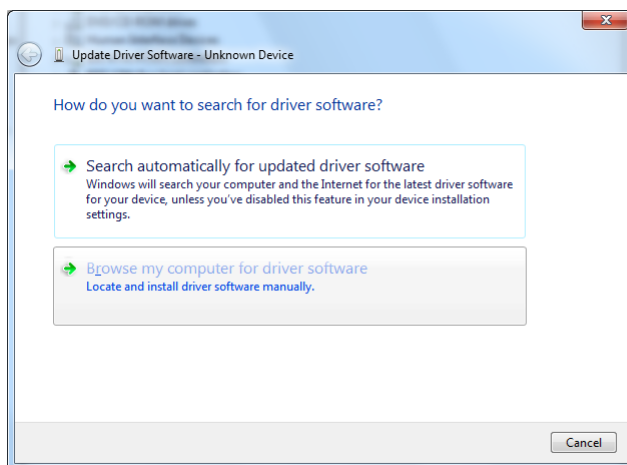 Update Driver Software - Unknown Device
How do you want to search for driver software?
Search automatically for updated driver software
Windows will search your computer and the Internet for the latest driver software
for your device, unless you've disabled this feature in your device installation
settings.
Browse my computer for driver software
Locate and install driver software manually.
Cancel